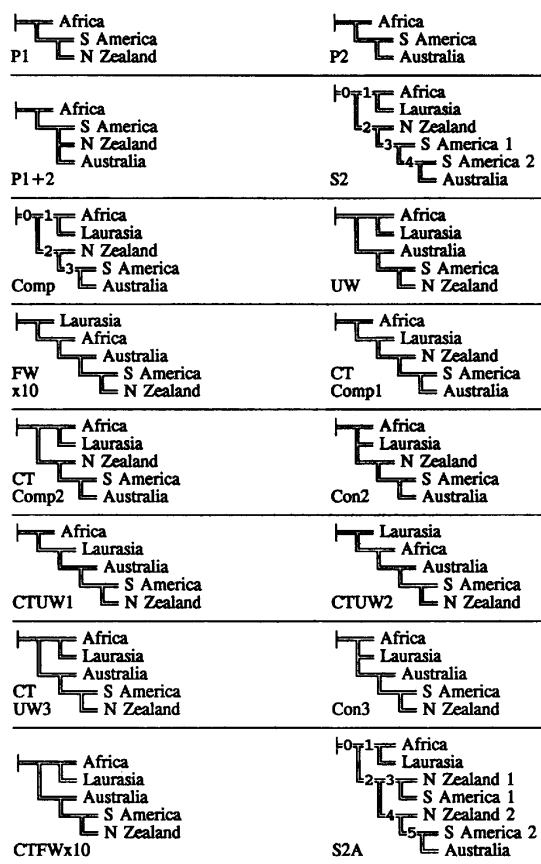 Africa
S America
P1 N Zealand
Africa
S America
P2 Australia
Africa
S America
N Zealand
P1+2 Australia
0 1 Africa
Laurasia
2 N Zealand
3 S America 1
4 S America 2
S2 Australia
0 1 Africa
Laurasia
2 N Zealand
3 S America
Comp Australia
Africa
Laurasia
Australia
S America
UW N Zealand
Laurasia
Africa
Australia
FW S America
x10 N Zealand
Africa
Laurasia
N Zealand
CT S America
Comp1 Australia
Africa
Laurasia
N Zealand
CT S America
Comp2 Australia
Africa
Laurasia
N Zealand
S America
Con2 Australia
Africa
Laurasia
Australia
S America
CTUW1 N Zealand
Laurasia
Africa
Australia
S America
CTUW2 N Zealand
Africa
Laurasia
Australia
CT S America
UW3 N Zealand
Africa
Laurasia
Australia
S America
Con3 N Zealand
Africa
Laurasia
Australia
S America
CTFWx10 N Zealand
0 1 Africa
Laurasia
2 3 N Zealand 1
S America 1
4 N Zealand 2
5 S America 2
S2A Australia